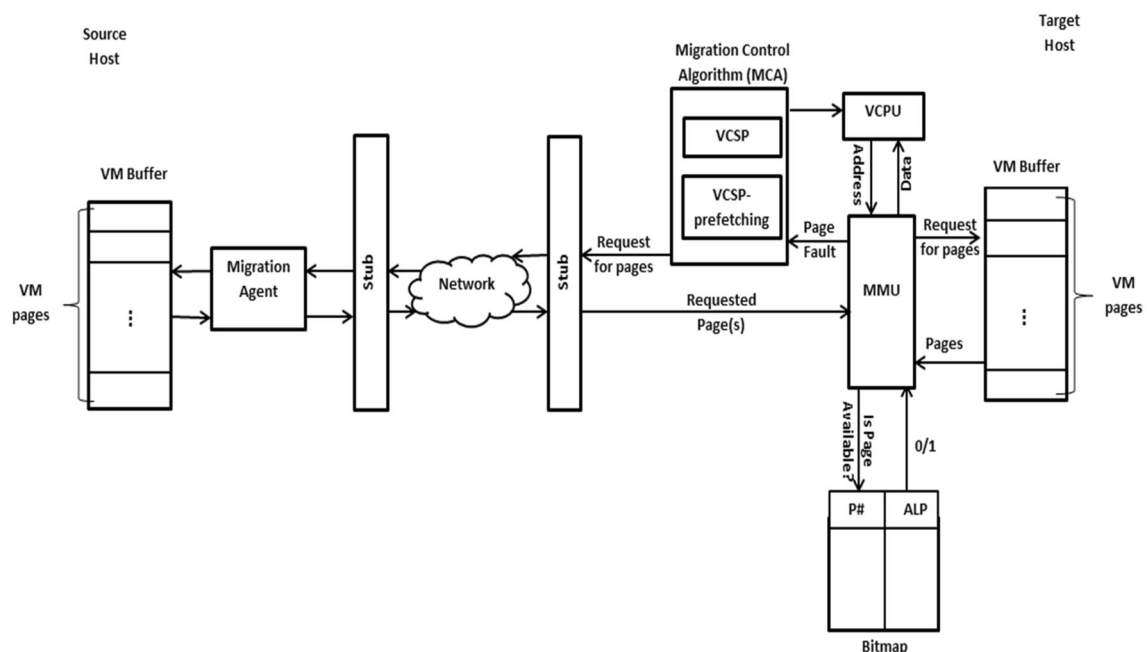 Source
Host
Target
Host
Migration Control
Algorithm (MCA)
VCPU
VCSP
VCSP-
prefetching
Address
Data
VM Buffer
VM Buffer
Request
for pages
Page
Fault
Request
for pages
Migration
Agent
Stub
Network
Stub
MMU
VM
pages
...
...
VM
pages
Requested
Page(s)
Pages
Is Page
Available?
0/1
P#
ALP
Bitmap